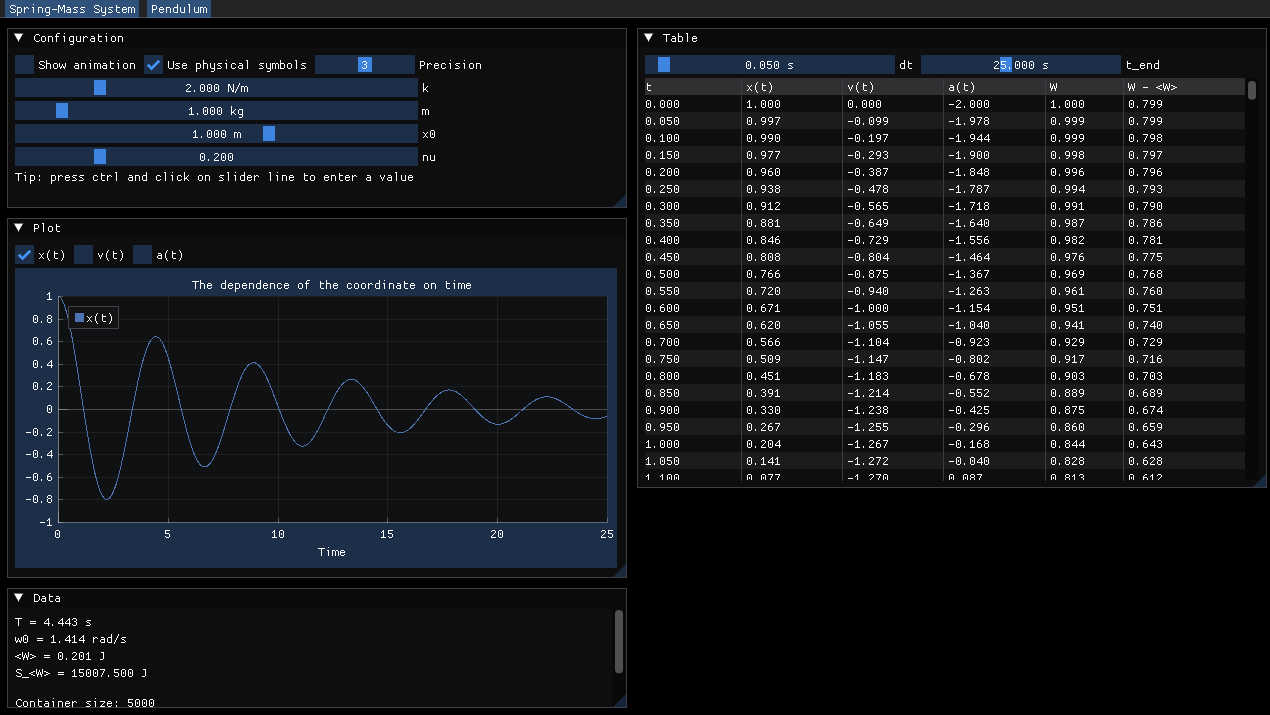 Spring-Mass System Pendulum
Configuration
Show animation Use physical symbols 3 Precision
2.000 N/m k
1.000 kg m
1.000 m x0
0.200 nu
Tip: press ctrl and click on slider line to enter a value
Plot
x(t) v(t) a(t)
The dependence of the coordinate on time
x(t)
1
0.8
0.6
0.4
0.2
0
-0.2
-0.4
-0.6
-0.8
-1
0 5 10 15 20 25
Time
Data
T = 4.443 s
w0 = 1.414 rad/s
<W> = 0.201 J
S_<W> = 15007.500 J
Container size: 5000
Table
0.050 s dt 25.000 s t_end
t x(t) v(t) a(t) W W - <W>
0.000 1.000 0.000 -2.000 1.000 0.799
0.050 0.997 -0.099 -1.978 0.999 0.799
0.100 0.990 -0.197 -1.944 0.999 0.798
0.150 0.977 -0.293 -1.900 0.998 0.797
0.200 0.960 -0.387 -1.848 0.996 0.796
0.250 0.938 -0.478 -1.787 0.994 0.793
0.300 0.912 -0.565 -1.718 0.991 0.790
0.350 0.881 -0.649 -1.640 0.987 0.786
0.400 0.846 -0.729 -1.556 0.982 0.781
0.450 0.808 -0.804 -1.464 0.976 0.775
0.500 0.766 -0.875 -1.367 0.969 0.768
0.550 0.720 -0.940 -1.263 0.961 0.760
0.600 0.671 -1.000 -1.154 0.951 0.751
0.650 0.620 -1.055 -1.040 0.941 0.740
0.700 0.566 -1.104 -0.923 0.929 0.729
0.750 0.509 -1.147 -0.802 0.917 0.716
0.800 0.451 -1.183 -0.678 0.903 0.703
0.850 0.391 -1.214 -0.552 0.889 0.689
0.900 0.330 -1.238 -0.425 0.875 0.674
0.950 0.267 -1.255 -0.296 0.860 0.659
1.000 0.204 -1.267 -0.168 0.844 0.643
1.050 0.141 -1.272 -0.040 0.828 0.628
1.100 0.077 -1.270 0.087 0.813 0.612